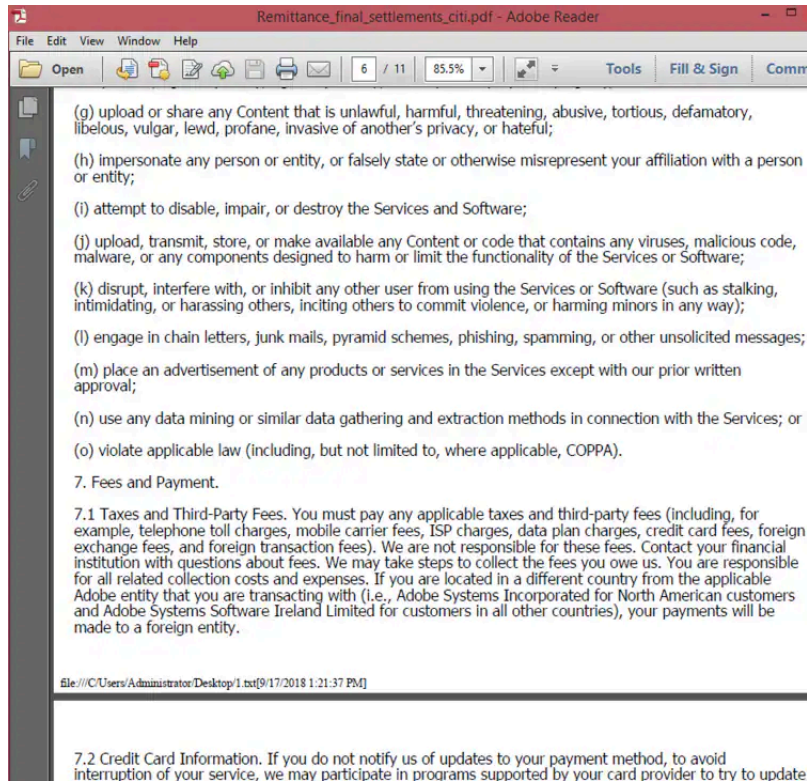 Remittance_final_settlements_citi.pdf - Adobe Reader
File Edit View Window Help
Open 6 / 11 85.5% Tools Fill & Sign Comm
(g) upload or share any Content that is unlawful, harmful, threatening, abusive, tortious, defamatory,
libelous, vulgar, lewd, profane, invasive of another's privacy, or hateful;
(h) impersonate any person or entity, or falsely state or otherwise misrepresent your affiliation with a person
or entity;
(i) attempt to disable, impair, or destroy the Services and Software;
(j) upload, transmit, store, or make available any Content or code that contains any viruses, malicious code,
malware, or any components designed to harm or limit the functionality of the Services or Software;
(k) disrupt, interfere with, or inhibit any other user from using the Services or Software (such as stalking,
intimidating, or harassing others, inciting others to commit violence, or harming minors in any way);
(l) engage in chain letters, junk mails, pyramid schemes, phishing, spamming, or other unsolicited messages;
(m) place an advertisement of any products or services in the Services except with our prior written
approval;
(n) use any data mining or similar data gathering and extraction methods in connection with the Services; or
(o) violate applicable law (including, but not limited to, where applicable, COPPA).
7. Fees and Payment.
7.1 Taxes and Third-Party Fees. You must pay any applicable taxes and third-party fees (including, for
example, telephone toll charges, mobile carrier fees, ISP charges, data plan charges, credit card fees, foreign
exchange fees, and foreign transaction fees). We are not responsible for these fees. Contact your financial
institution with questions about fees. We may take steps to collect the fees you owe us. You are responsible
for all related collection costs and expenses. If you are located in a different country from the applicable
Adobe entity that you are transacting with (i.e., Adobe Systems Incorporated for North American customers
and Adobe Systems Software Ireland Limited for customers in all other countries), your payments will be
made to a foreign entity.
file:///C/Users/Administrator/Desktop/1.txt[9/17/2018 1:21:37 PM]
7.2 Credit Card Information. If you do not notify us of updates to your payment method, to avoid
interruption of your service, we may participate in programs supported by your card provider to try to update